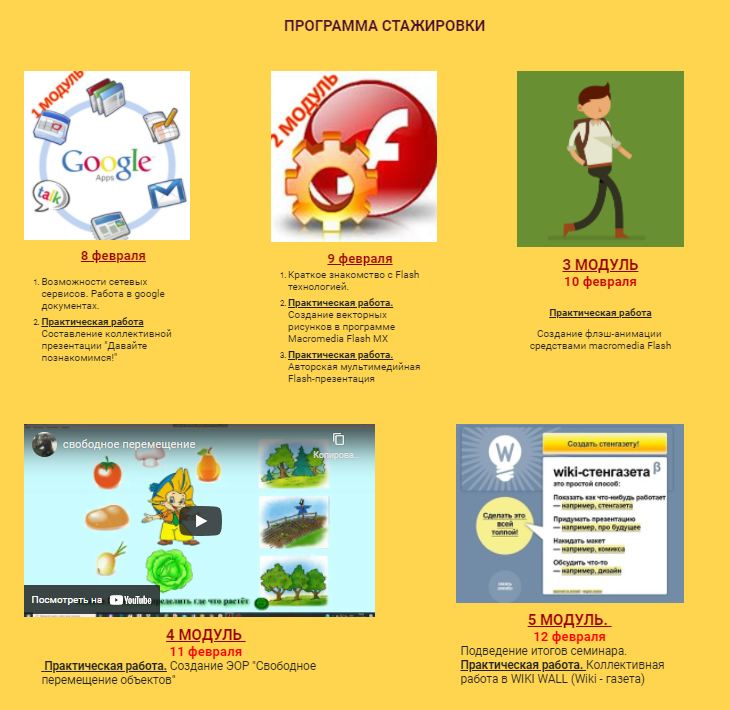 ПРОГРАММА СТАЖИРОВКИ
1 МОДУЛЬ
Google
Apps
talk
8 февраля
1. Возможности сетевых
сервисов. Работа в google
документах.
2. Практическая работа
Составление коллективной
презентации "Давайте
познакомимся!"
2 МОДУЛЬ
9 февраля
1. Краткое знакомство с Flash
технологией.
2. Практическая работа.
Создание векторных
рисунков в программе
Macromedia Flash MX
3. Практическая работа.
Авторская мультимедийная
Flash-презентация
3 МОДУЛЬ
10 февраля
Практическая работа
Создание флэш-анимации
средствами macromedia Flash
свободное перемещение
Копирова...
Посмотреть на YouTube
определить где что растёт
4 МОДУЛЬ
11 февраля
Практическая работа. Создание ЭОР "Свободное
перемещение объектов"
W
Создать стенгазету!
wiki-стенгазета β
это простой способ:
Показать как что-нибудь работает
— например, стенгазета
Придумать презентацию
— например, про будущее
Накидать макет
— например, комикса
Обсудить что-то
— например, дизайн
Сделать это
всей
толпой!
5 МОДУЛЬ.
12 февраля
Подведение итогов семинара.
Практическая работа. Коллективная
работа в WIKI WALL (Wiki - газета)